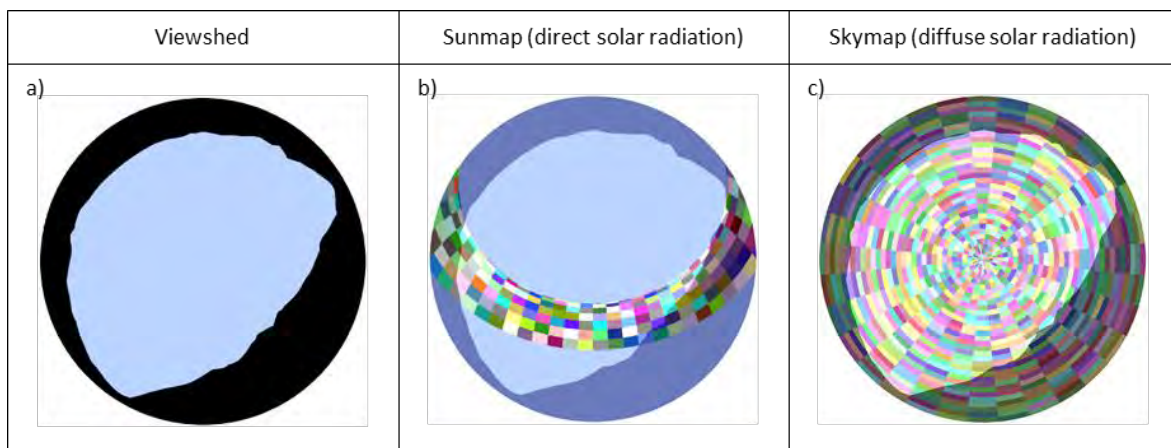 Viewshed
Sunmap (direct solar radiation)
Skymap (diffuse solar radiation)
a)
b)
c)